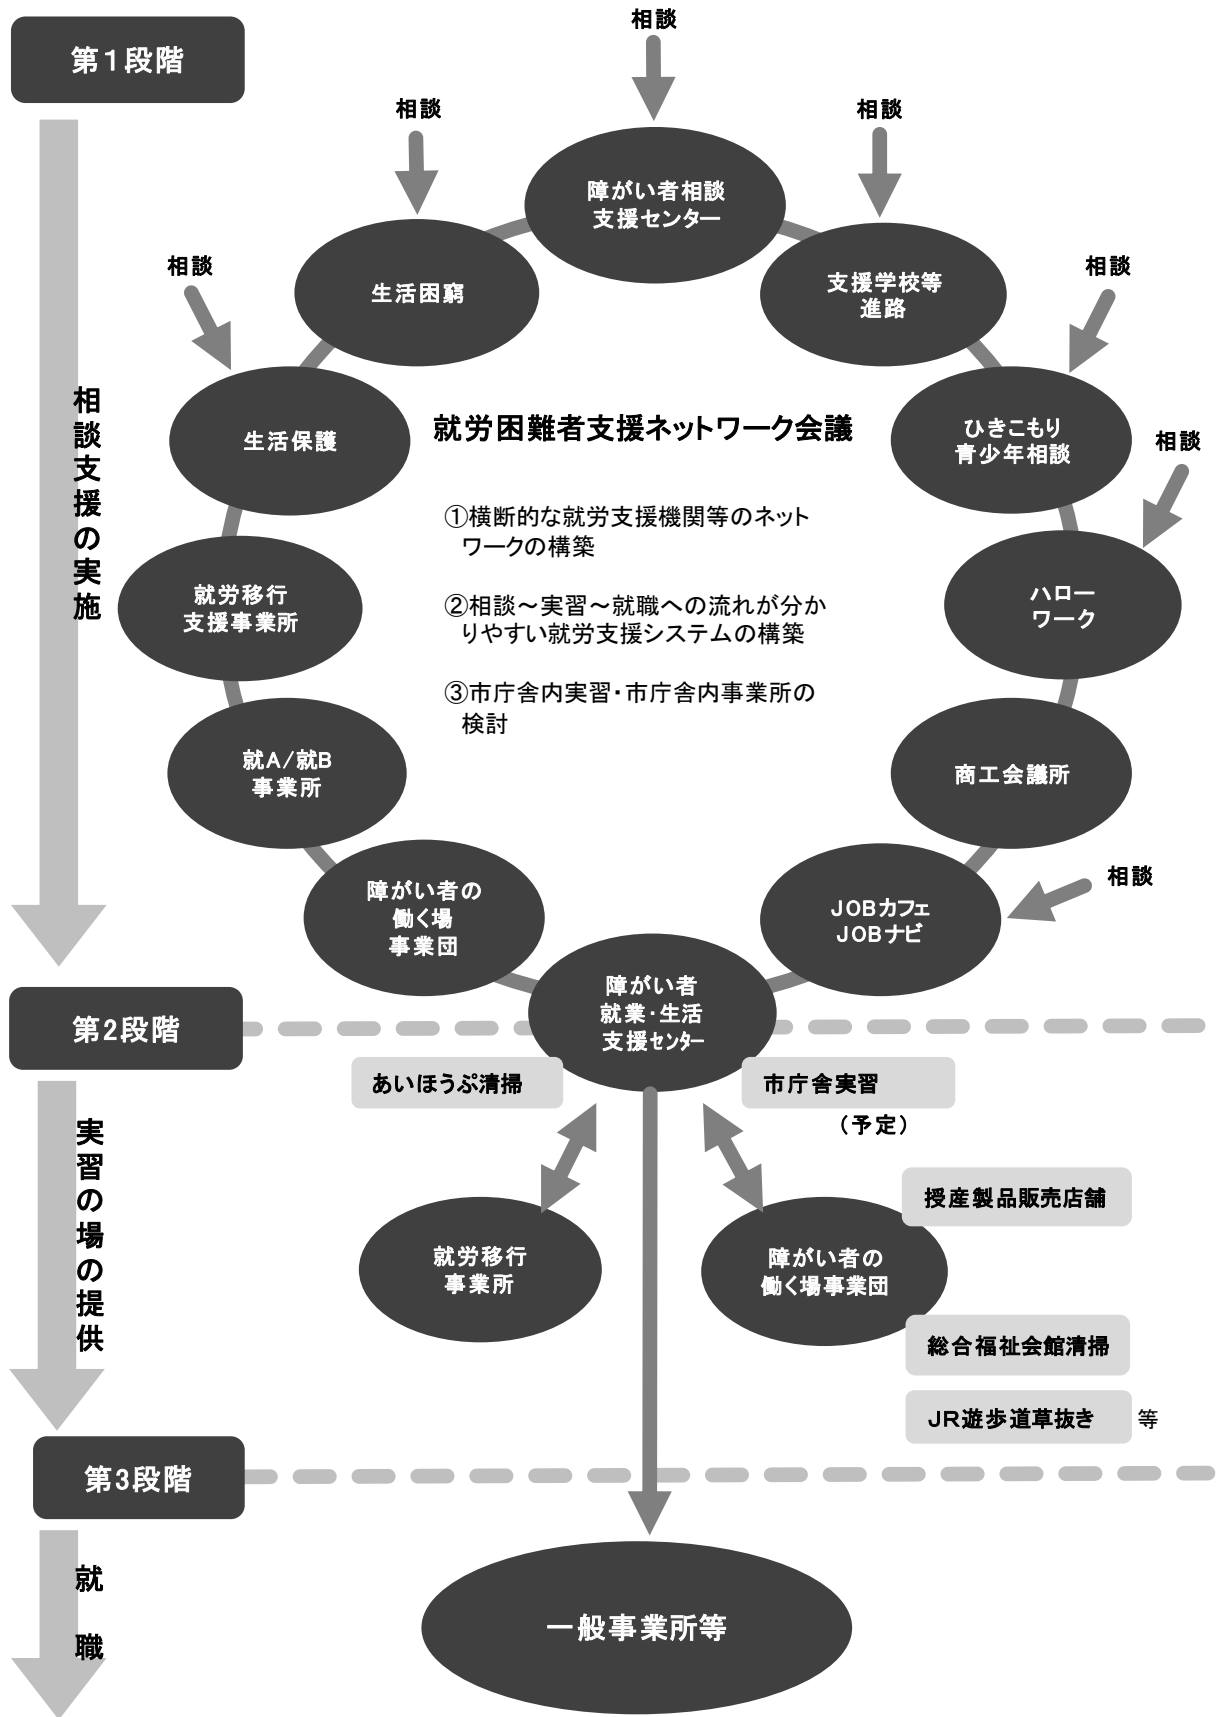 第1段階
相談
相談
相談
障がい者相談
支援センター
相談
生活困窮
支援学校等
進路
相談
生活保護
ひきこもり
青少年相談
相談
就労困難者支援ネットワーク会議
①横断的な就労支援機関等のネット
ワークの構築
②相談～実習～就職への流れが分か
りやすい就労支援システムの構築
③市庁舎内実習・市庁舎内事業所の
検討
相談支援の実施
就労移行
支援事業所
ハロー
ワーク
就A/就B
事業所
商工会議所
障がい者の
働く場
事業団
JOBカフェ
JOBナビ
相談
障がい者
就業・生活
支援センター
第2段階
あいほうぷ清掃
市庁舎実習
（予定）
実習の場の提供
就労移行
事業所
障がい者の
働く場事業団
授産製品販売店舗
総合福祉会館清掃
JR遊歩道草抜き 等
第3段階
就職
一般事業所等